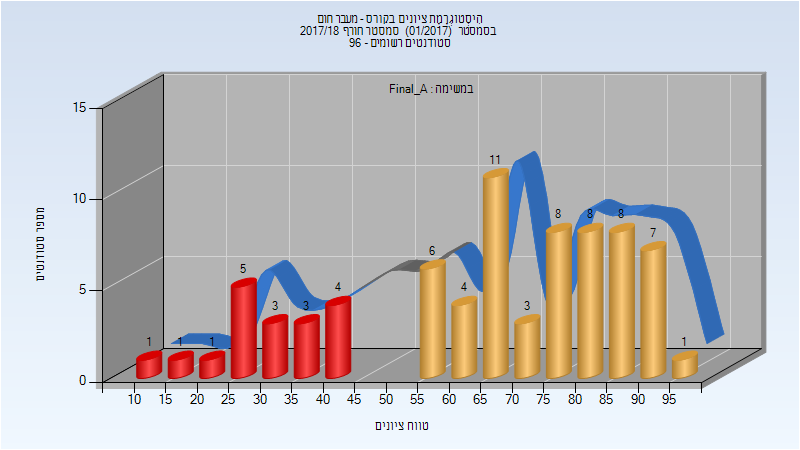 היסטוגרמת ציונים בקורס - מעבר חום
בסמסטר (01/2017) סמסטר חורף 2017/18
סטודנטים רשומים - 96
במשימה : Final_A
מספר סטודנטים
15
10
5
0
1
1
1
5
3
3
4
6
4
11
3
8
8
8
7
1
10 15 20 25 30 35 40 45 50 55 60 65 70 75 80 85 90 95
טווח ציונים